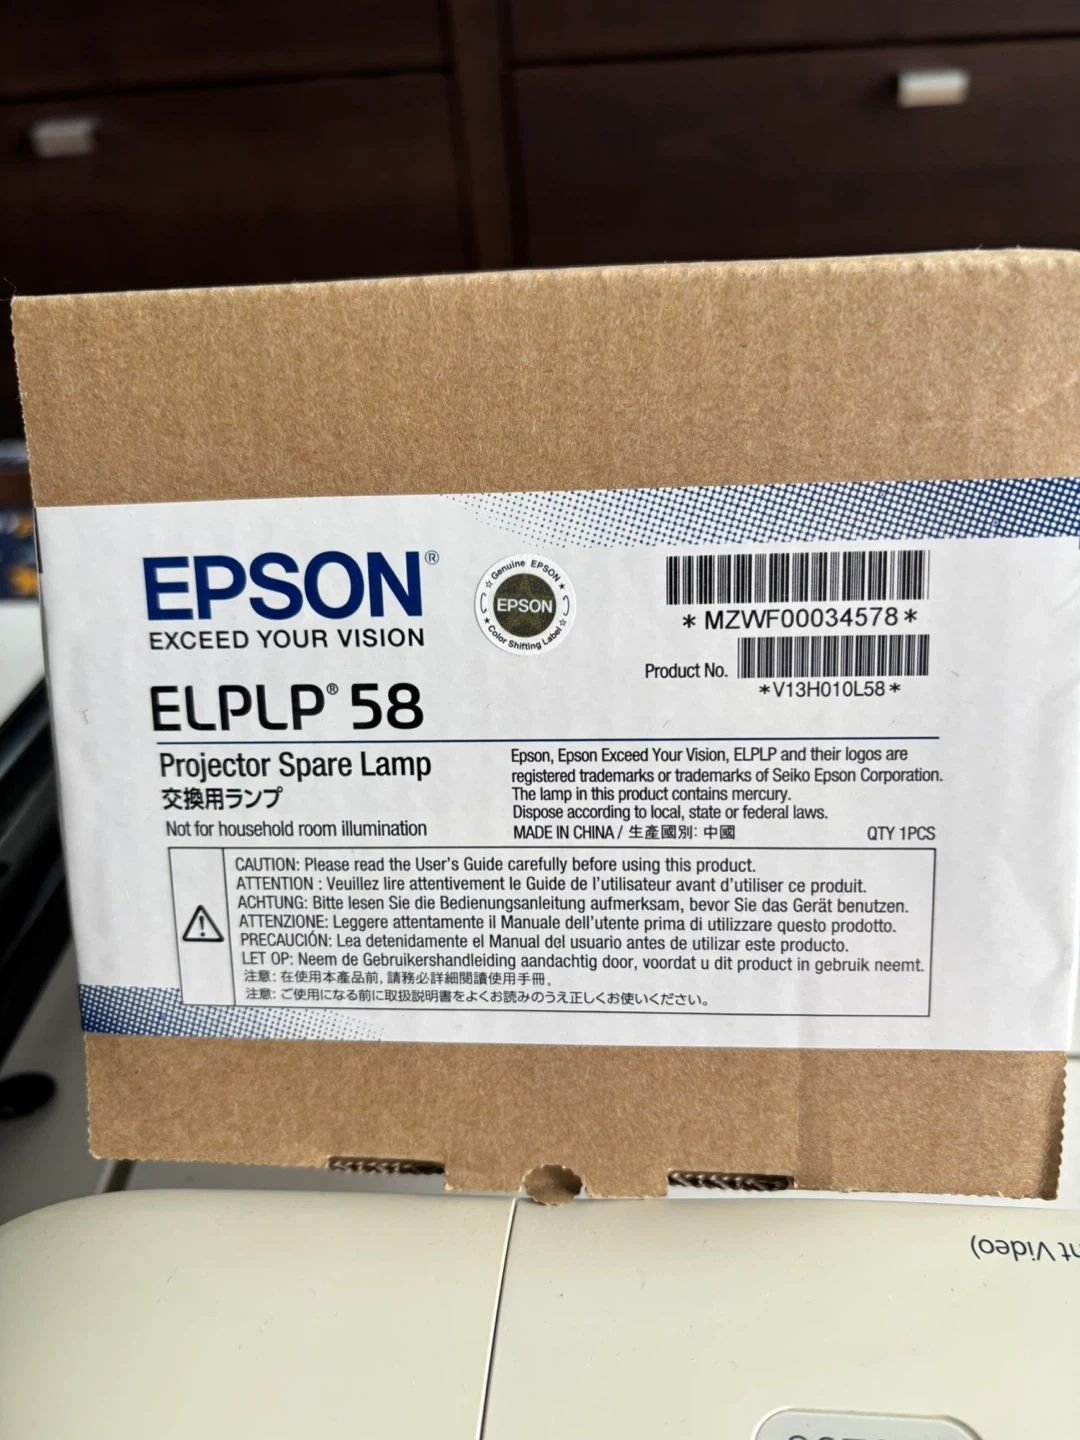 EPSON®
EXCEED YOUR VISION
☆ Genuine EPSON ★
EPSON
★ Color Shifting Label ☆
* MZWF00034578 *
Product No.
*V13H010L58*
ELPLP® 58
Projector Spare Lamp
交換用ランプ
Not for household room illumination
Epson, Epson Exceed Your Vision, ELPLP and their logos are
registered trademarks or trademarks of Seiko Epson Corporation.
The lamp in this product contains mercury.
Dispose according to local, state or federal laws.
MADE IN CHINA / 生產國別: 中國
QTY 1PCS
CAUTION: Please read the User's Guide carefully before using this product.
ATTENTION : Veuillez lire attentivement le Guide de l'utilisateur avant d'utiliser ce produit.
ACHTUNG: Bitte lesen Sie die Bedienungsanleitung aufmerksam, bevor Sie das Gerät benutzen.
ATTENZIONE: Leggere attentamente il Manuale dell'utente prima di utilizzare questo prodotto.
PRECAUCIÓN: Lea detenidamente el Manual del usuario antes de utilizar este producto.
LET OP: Neem de Gebruikershandleiding aandachtig door, voordat u dit product in gebruik neemt.
注意: 在使用本產品前, 請務必詳細閱讀使用手冊。
注意: ご使用になる前に取扱説明書をよくお読みのうえ正しくお使いください。
Video)